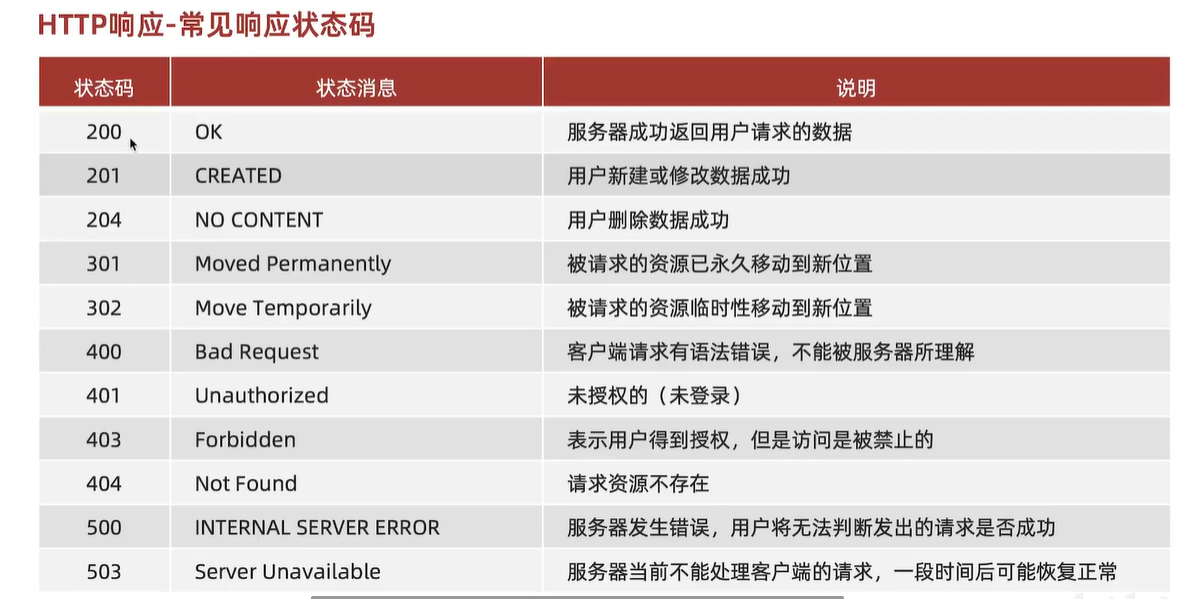 HTTP响应-常见响应状态码
状态码 状态消息 说明
200 OK 服务器成功返回用户请求的数据
201 CREATED 用户新建或修改数据成功
204 NO CONTENT 用户删除数据成功
301 Moved Permanently 被请求的资源已永久移动到新位置
302 Move Temporarily 被请求的资源临时性移动到新位置
400 Bad Request 客户端请求有语法错误，不能被服务器所理解
401 Unauthorized 未授权的（未登录）
403 Forbidden 表示用户得到授权，但是访问是被禁止的
404 Not Found 请求资源不存在
500 INTERNAL SERVER ERROR 服务器发生错误，用户将无法判断发出的请求是否成功
503 Server Unavailable 服务器当前不能处理客户端的请求，一段时间后可能恢复正常